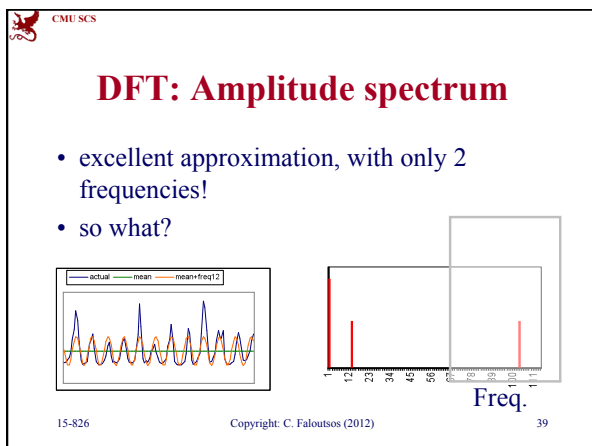 CMU SCS
DFT: Amplitude spectrum
• excellent approximation, with only 2
frequencies!
• so what?
actual mean mean+freq12
1 12 23 34 45 56 67 78 89 100 111
Freq.
15-826 Copyright: C. Faloutsos (2012) 39